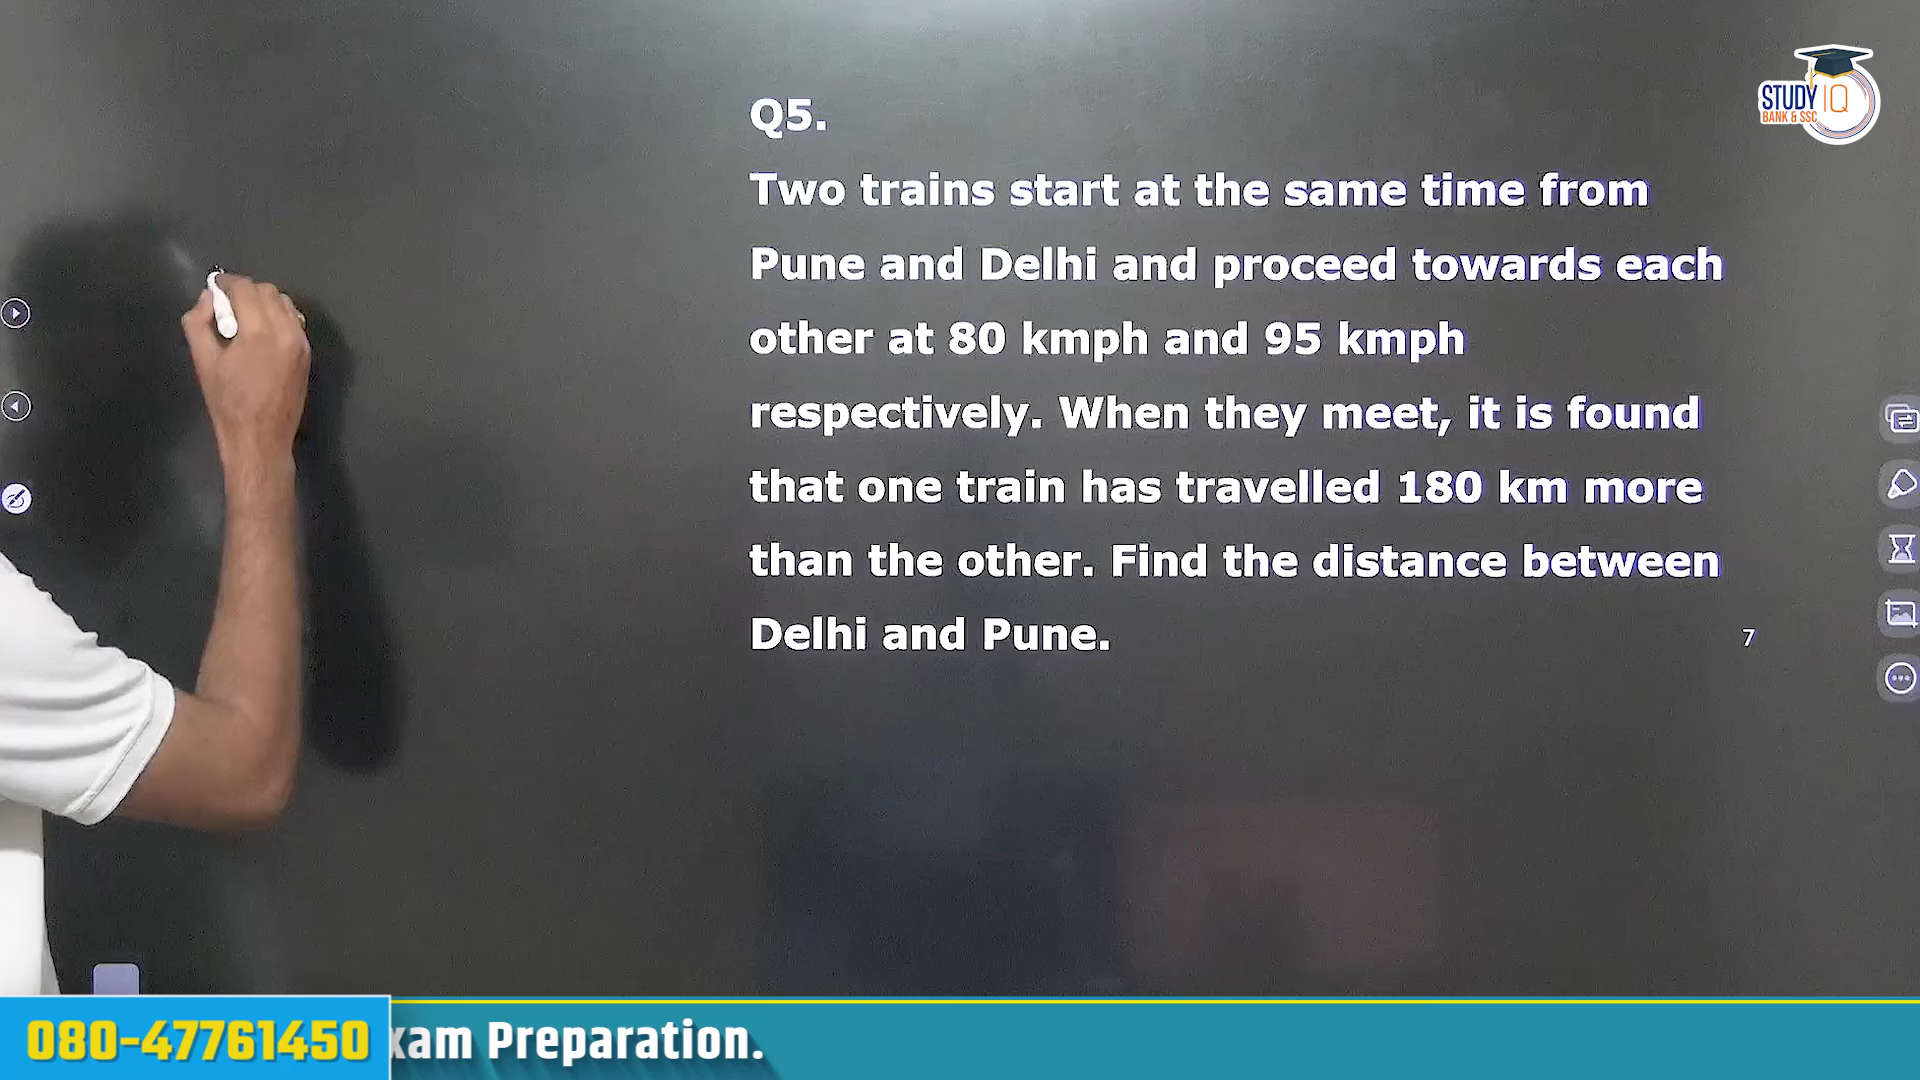 STUDY IQ
BANK & SSC
Q5.
Two trains start at the same time from
Pune and Delhi and proceed towards each
other at 80 kmph and 95 kmph
respectively. When they meet, it is found
that one train has travelled 180 km more
than the other. Find the distance between
Delhi and Pune.
7
080-47761450 xam Preparation.